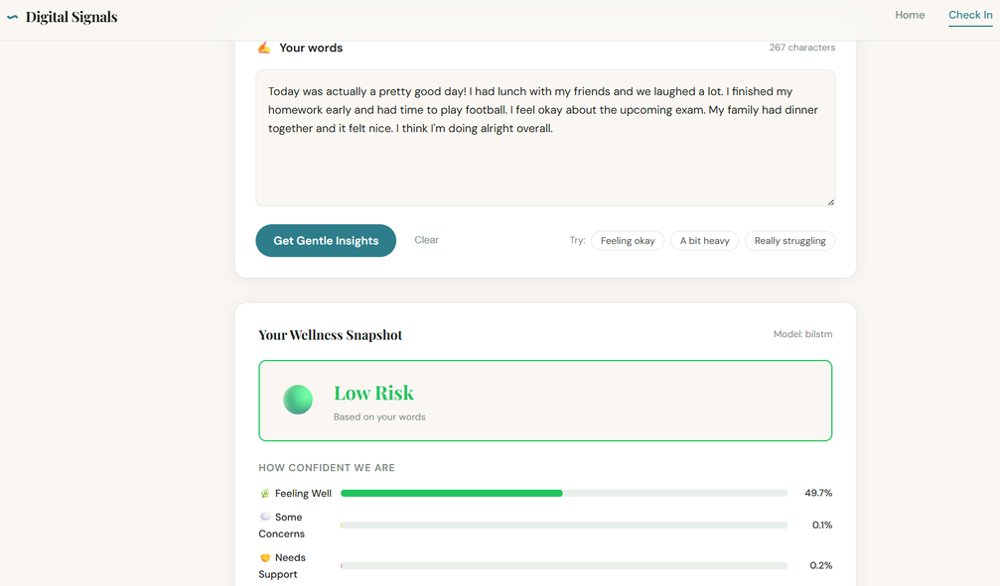 Digital Signals
Home
Check In
✍️ Your words
267 characters
Today was actually a pretty good day! I had lunch with my friends and we laughed a lot. I finished my
homework early and had time to play football. I feel okay about the upcoming exam. My family had dinner
together and it felt nice. I think I'm doing alright overall.
Get Gentle Insights
Clear
Try:
Feeling okay
A bit heavy
Really struggling
Your Wellness Snapshot
Model: bilstm
Low Risk
Based on your words
HOW CONFIDENT WE ARE
🌿 Feeling Well
49.7%
💭 Some
Concerns
0.1%
🤝 Needs
Support
0.2%